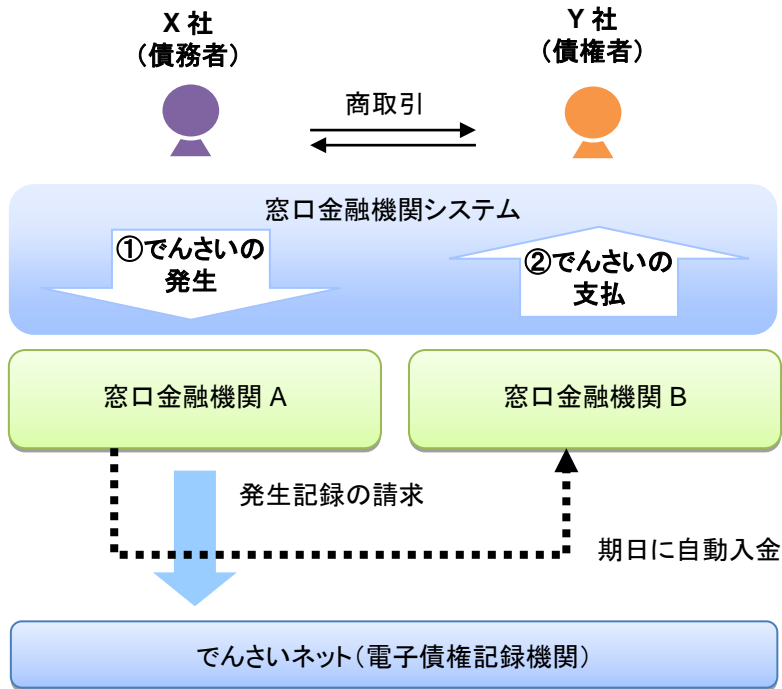 X 社
（債務者）
Y 社
（債権者）
商取引
窓口金融機関システム
①でんさいの
発生
②でんさいの
支払
窓口金融機関 A
窓口金融機関 B
発生記録の請求
期日に自動入金
でんさいネット（電子債権記録機関）